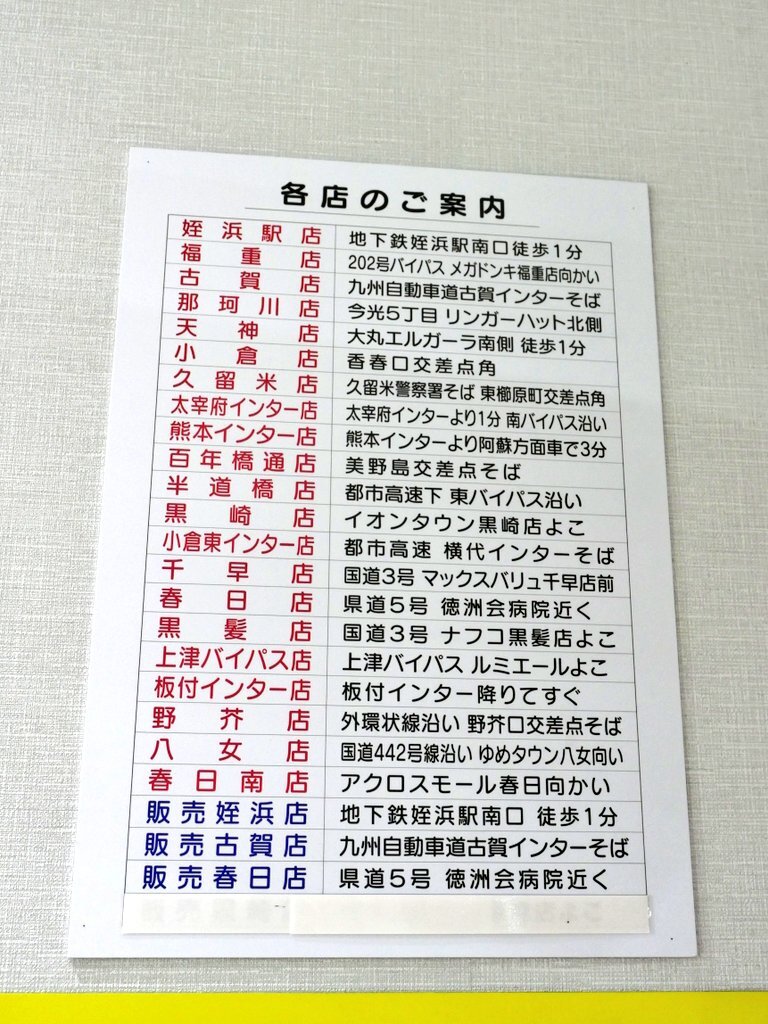 各店のご案内
姪浜駅店 地下鉄姪浜駅南口徒歩1分
福重店 202号バイパス メガドンキ福重店向かい
古賀店 九州自動車道古賀インターそば
那珂川店 今光5丁目 リンガーハット北側
天神店 大丸エルガーラ南側 徒歩1分
小倉店 香春口交差点角
久留米店 久留米警察署そば 東櫛原町交差点角
太宰府インター店 太宰府インターより1分 南バイパス沿い
熊本インター店 熊本インターより阿蘇方面車で3分
百年橋通店 美野島交差点そば
半道橋店 都市高速下 東バイパス沿い
黒崎店 イオンタウン黒崎店よこ
小倉東インター店 都市高速 横代インターそば
千早店 国道3号 マックスバリュ千早店前
春日店 県道5号 徳洲会病院近く
黒髪店 国道3号 ナフコ黒髪店よこ
上津バイパス店 上津バイパス ルミエールよこ
板付インター店 板付インター降りてすぐ
野芥店 外環状線沿い 野芥口交差点そば
八女店 国道442号線沿い ゆめタウン八女向い
春日南店 アクロスモール春日向かい
販売姪浜店 地下鉄姪浜駅南口 徒歩1分
販売古賀店 九州自動車道古賀インターそば
販売春日店 県道5号 徳洲会病院近く